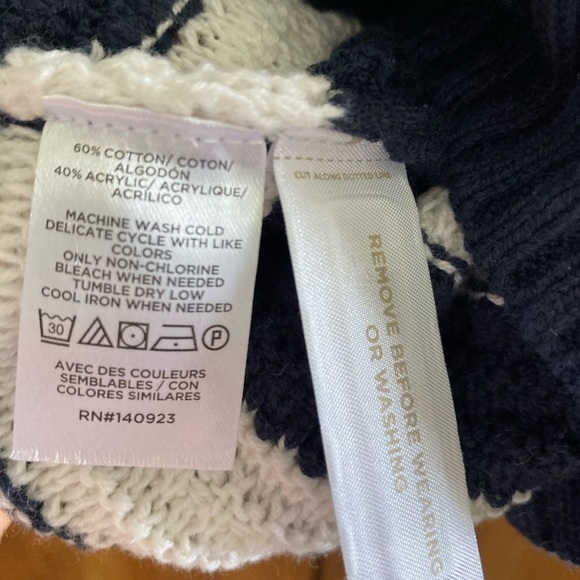 60% COTTON/ COTON/
ALGODÓN
40% ACRYLIC/ ACRYLIQUE/
ACRÍLICO
MACHINE WASH COLD
DELICATE CYCLE WITH LIKE
COLORS
ONLY NON-CHLORINE
BLEACH WHEN NEEDED
TUMBLE DRY LOW
COOL IRON WHEN NEEDED
30
P
AVEC DES COULEURS
SEMBLABLES / CON
COLORES SIMILARES
RN#140923
CUT ALONG DOTTED LINE
REMOVE BEFORE WEARING
OR WASHING